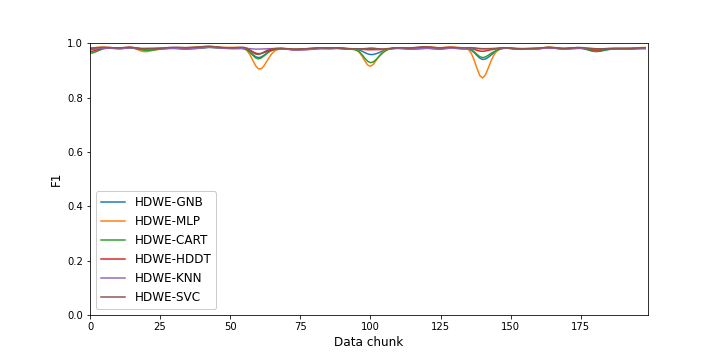 1.0
0.8
0.6
0.4
0.2
0.0
F1
HDWE-GNB
HDWE-MLP
HDWE-CART
HDWE-HDDT
HDWE-KNN
HDWE-SVC
0 25 50 75 100 125 150 175
Data chunk